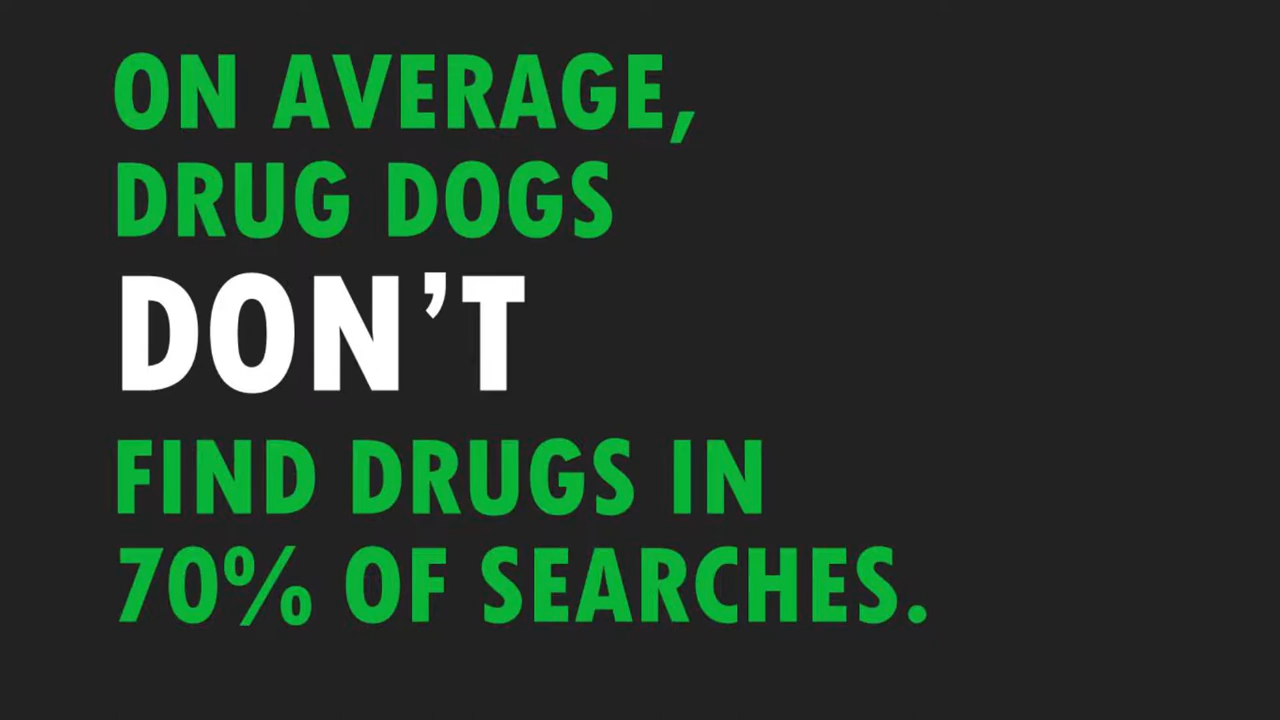 ON AVERAGE,
DRUG DOGS
DON’T
FIND DRUGS IN
70% OF SEARCHES.